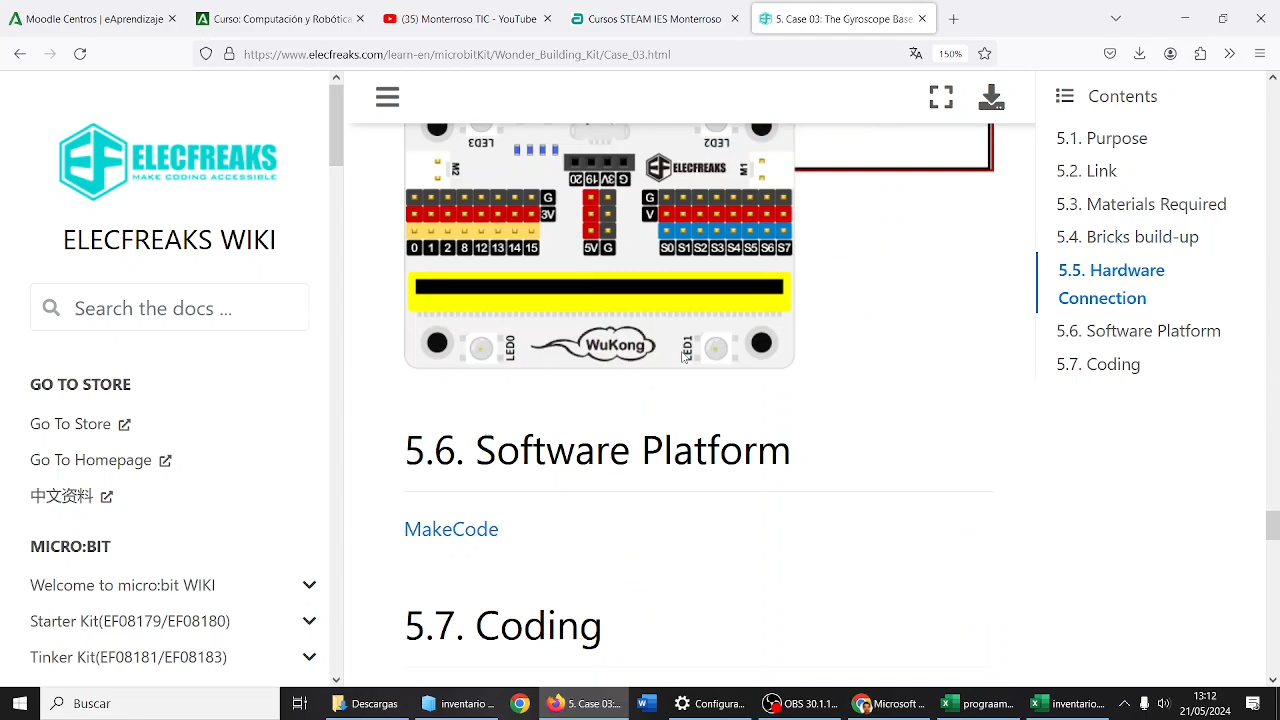 MoodleCentros | eAprendizaje
Curso: Computación y Robótica
(35) Monterroso TIC - YouTube
Cursos STEM IES Monterroso
5. Case 03: The Gyroscope Base
https://www.elecfreaks.com/learn-en/microbitKit/Wonder_Building_Kit/Case_03.html
150%
ELECFREAKS
MAKE CODING ACCESSIBLE
ELECFREAKS WIKI
Search the docs ...
GO TO STORE
Go To Store
Go To Homepage
中文资料
MICRO:BIT
Welcome to micro:bit WIKI
Starter Kit(EF08179/EF08180)
Tinker Kit(EF08181/EF08183)
LED3
LED2
M2
20 19 3V G
ELECFREAKS
M1
G
3V
G
V
0 1 2 8 12 13 14 15
5V G
S0 S1 S2 S3 S4 S5 S6 S7
LED0
WuKong
LED1
5.6. Software Platform
MakeCode
5.7. Coding
Contents
5.1. Purpose
5.2. Link
5.3. Materials Required
5.4. Bricks build-up
5.5. Hardware
Connection
5.6. Software Platform
5.7. Coding
Buscar
Descargas
Inventario ...
5. Case 03:...
Configura...
OBS 30.1.1...
Microsoft ...
program...
inventario...
13:12
21/05/2024